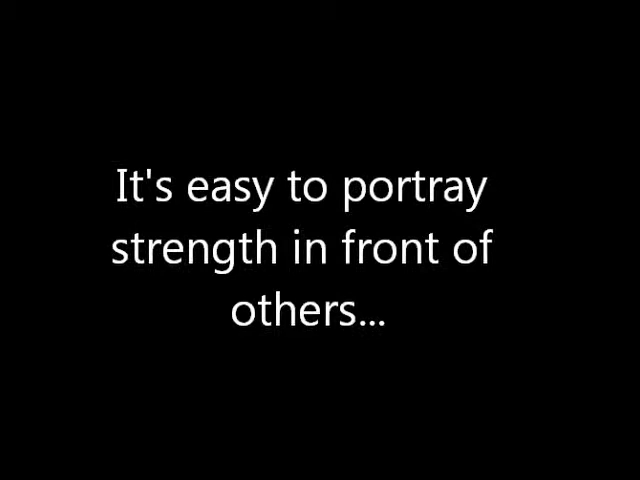 It's easy to portray
strength in front of
others...